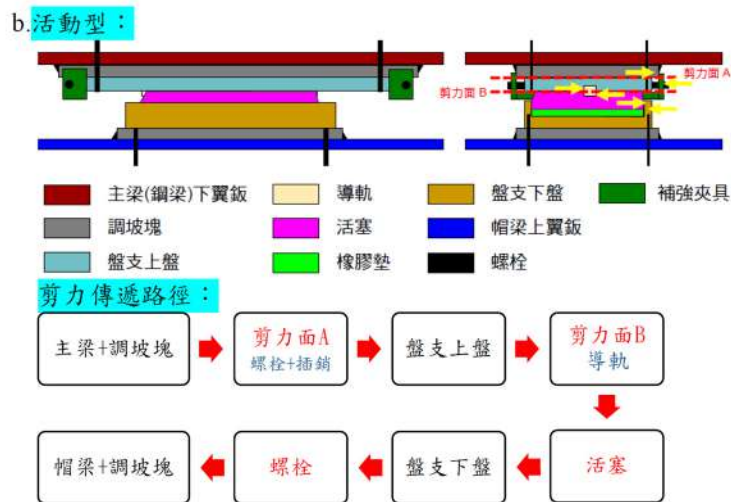 b.活動型：
剪力面 A
剪力面 B
主梁(鋼梁)下翼鈑
導軌
盤支下盤
補強夾具
調坡塊
活塞
帽梁上翼鈑
盤支上盤
橡膠墊
螺栓
剪力傳遞路徑：
主梁+調坡塊
剪力面A
螺栓+插銷
盤支上盤
剪力面B
導軌
帽梁+調坡塊
螺栓
盤支下盤
活塞